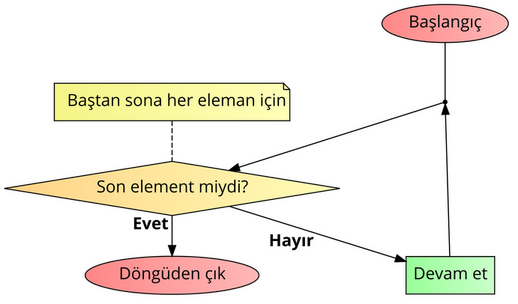 Başlangıç
Baştan sona her eleman için
Son element miydi?
Evet
Hayır
Döngüden çık
Devam et